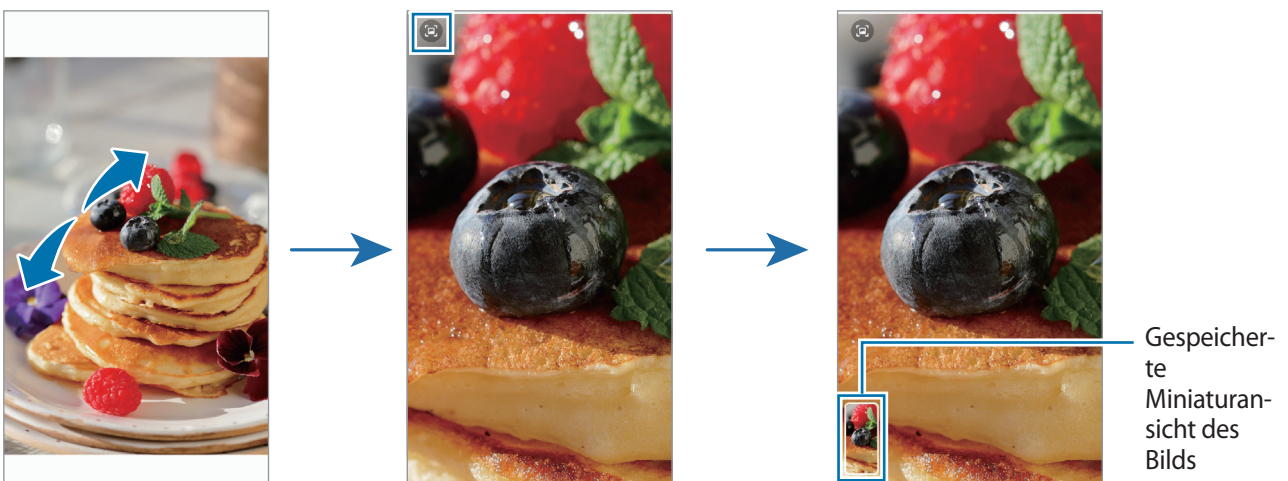 Gespeicher-
te
Miniaturan-
sicht des
Bilds